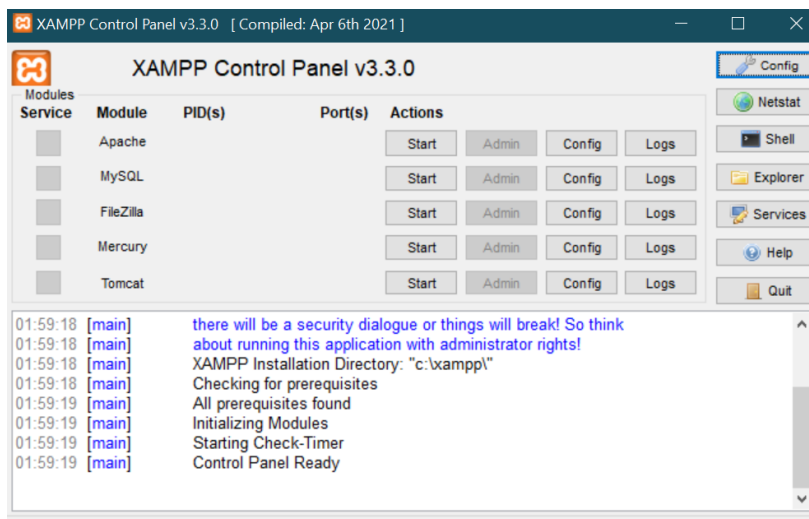 XAMPP Control Panel v3.3.0 [ Compiled: Apr 6th 2021 ]
XAMPP Control Panel v3.3.0
Config
Modules
Service Module PID(s) Port(s) Actions
Netstat
Apache Start Admin Config Logs
Shell
MySQL Start Admin Config Logs
Explorer
FileZilla Start Admin Config Logs
Services
Mercury Start Admin Config Logs
Help
Tomcat Start Admin Config Logs
Quit
01:59:18 [main] there will be a security dialogue or things will break! So think
01:59:18 [main] about running this application with administrator rights!
01:59:18 [main] XAMPP Installation Directory: "c:\xampp\"
01:59:18 [main] Checking for prerequisites
01:59:19 [main] All prerequisites found
01:59:19 [main] Initializing Modules
01:59:19 [main] Starting Check-Timer
01:59:19 [main] Control Panel Ready